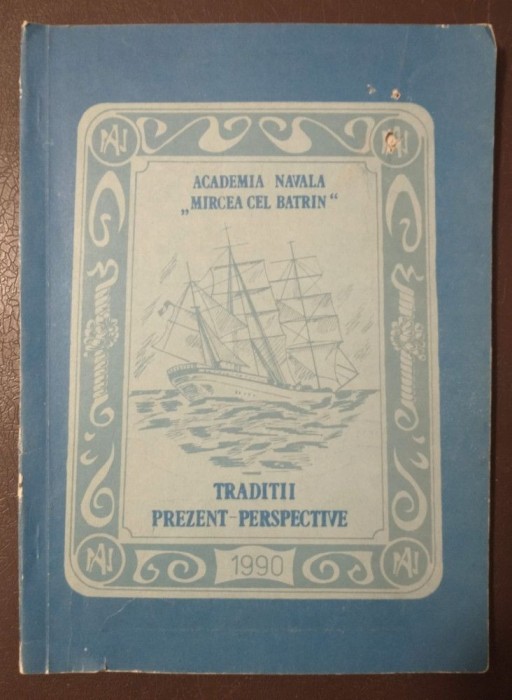 ACADEMIA NAVALA
„MIRCEA CEL BATRIN“
TRADITII
PREZENT-PERSPECTIVE
1990